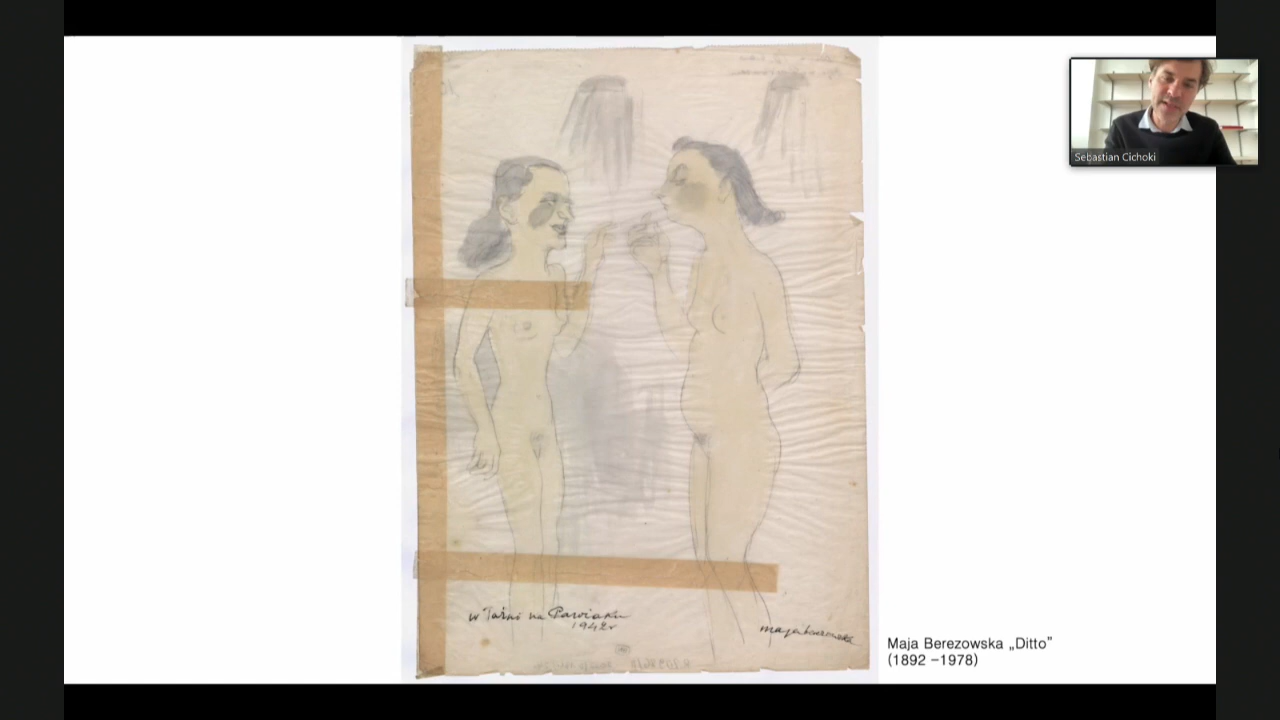 Sebastian Cichoki
w Łaźni na Pawiaku
1942 r
maja berezowska
Maja Berezowska „Ditto”
(1892 –1978)